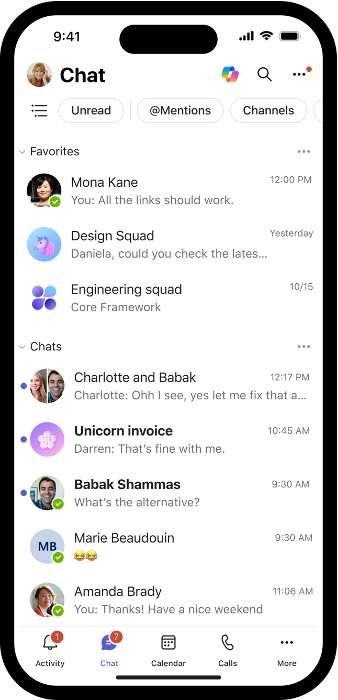 9:41
Chat
Unread
@Mentions
Channels
Favorites
Mona Kane 12:00 PM
You: All the links should work.
Design Squad Yesterday
Daniela, could you check the lates...
Engineering squad 10/15
Core Framework
Chats
Charlotte and Babak 12:17 PM
Charlotte: Ohh I see, yes let me fix that a...
Unicorn invoice 10:45 AM
Darren: That's fine with me.
Babak Shammas 9:30 AM
What's the alternative?
MB
Marie Beaudouin 9:30 AM
😂😂
Amanda Brady 11:06 AM
You: Thanks! Have a nice weekend
1
7
Activity
Chat
Calendar
Calls
More